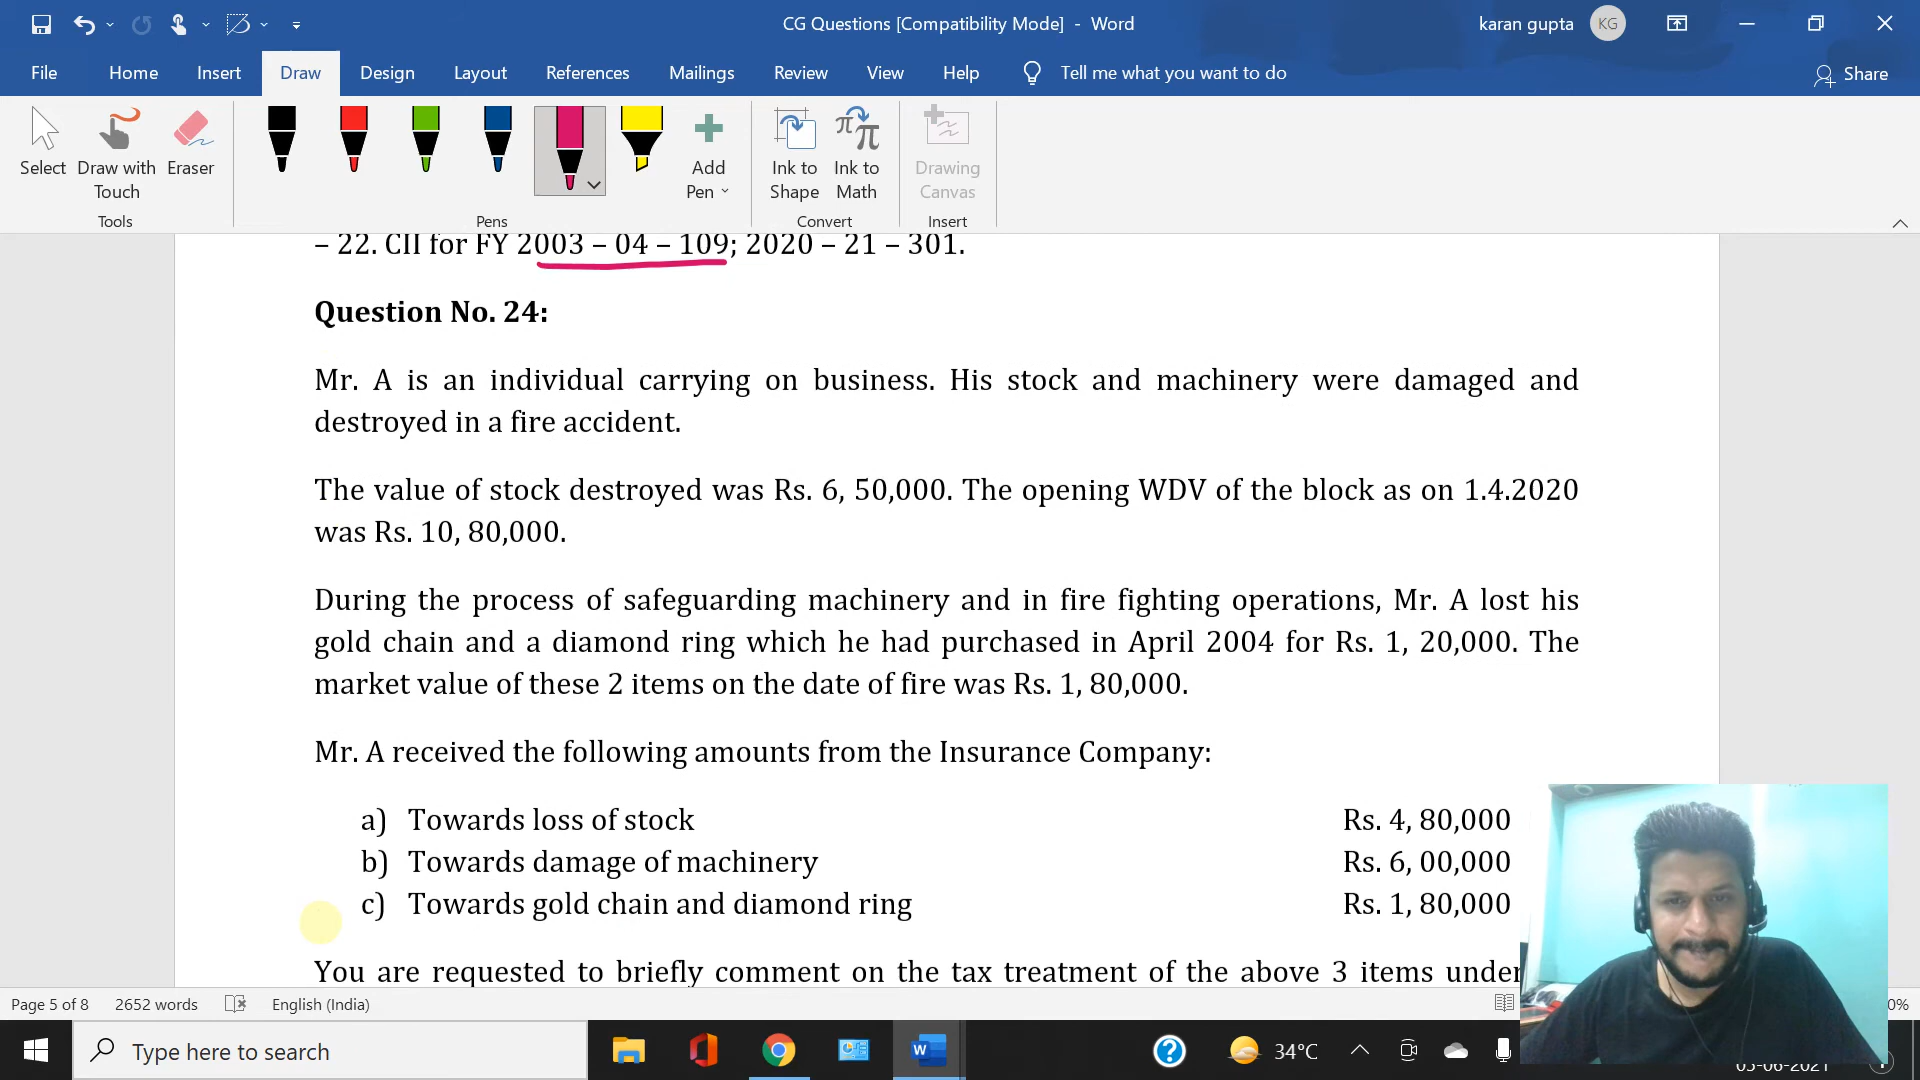 CG Questions [Compatibility Mode] - Word
karan gupta
KG
File
Home
Insert
Draw
Design
Layout
References
Mailings
Review
View
Help
Tell me what you want to do
Share
Select
Draw with Touch
Eraser
Add Pen
Ink to Shape
Ink to Math
Drawing Canvas
Tools
Pens
Convert
Insert
– 22. CII for FY 2003 – 04 – 109; 2020 – 21 – 301.
Question No. 24:
Mr. A is an individual carrying on business. His stock and machinery were damaged and
destroyed in a fire accident.
The value of stock destroyed was Rs. 6, 50,000. The opening WDV of the block as on 1.4.2020
was Rs. 10, 80,000.
During the process of safeguarding machinery and in fire fighting operations, Mr. A lost his
gold chain and a diamond ring which he had purchased in April 2004 for Rs. 1, 20,000. The
market value of these 2 items on the date of fire was Rs. 1, 80,000.
Mr. A received the following amounts from the Insurance Company:
a) Towards loss of stock Rs. 4, 80,000
b) Towards damage of machinery Rs. 6, 00,000
c) Towards gold chain and diamond ring Rs. 1, 80,000
You are requested to briefly comment on the tax treatment of the above 3 items under
Page 5 of 8
2652 words
English (India)
0%
Type here to search
34°C